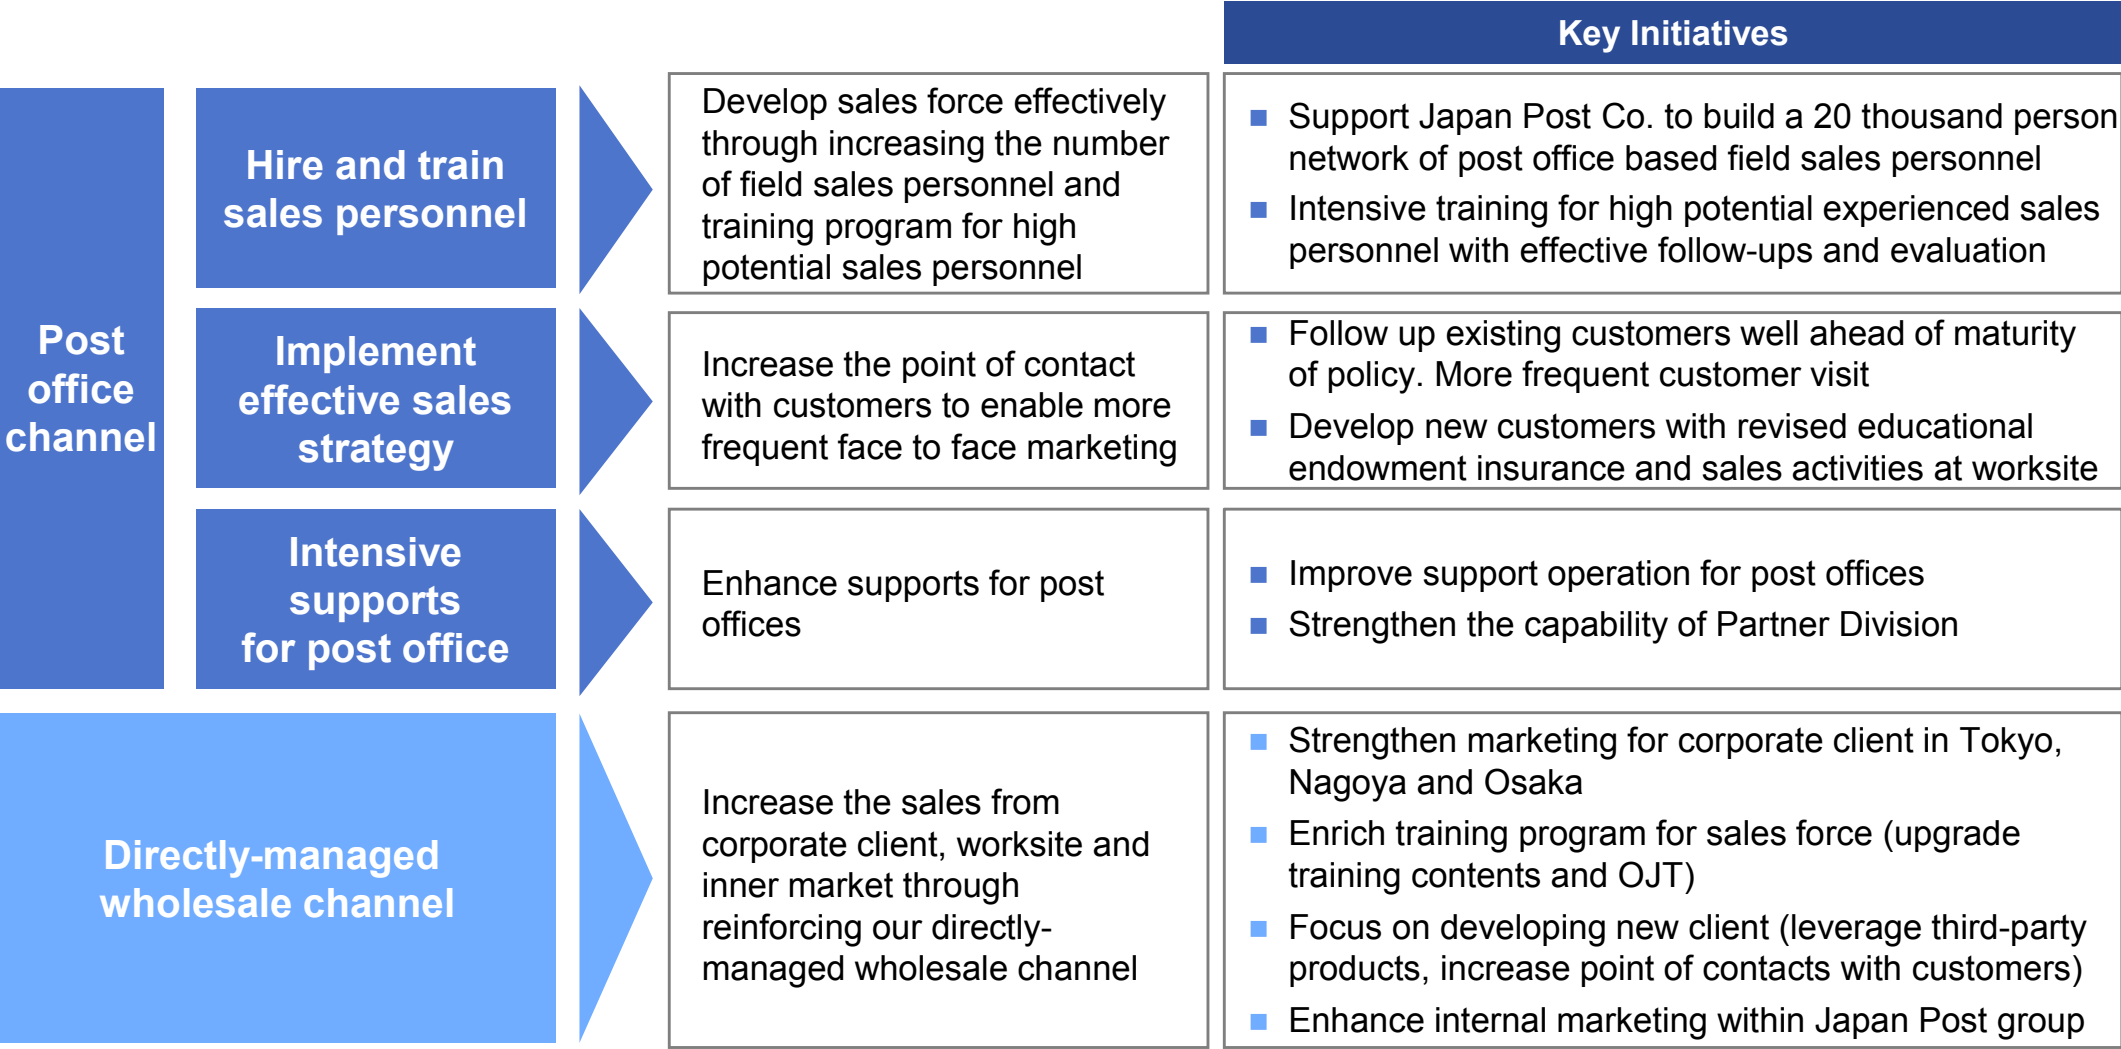 Key Initiatives
Post
office
channel
Hire and train
sales personnel
Develop sales force effectively
through increasing the number
of field sales personnel and
training program for high
potential sales personnel
■ Support Japan Post Co. to build a 20 thousand person
network of post office based field sales personnel
■ Intensive training for high potential experienced sales
personnel with effective follow-ups and evaluation
Implement
effective sales
strategy
Increase the point of contact
with customers to enable more
frequent face to face marketing
■ Follow up existing customers well ahead of maturity
of policy. More frequent customer visit
■ Develop new customers with revised educational
endowment insurance and sales activities at worksite
Intensive
supports
for post office
Enhance supports for post
offices
■ Improve support operation for post offices
■ Strengthen the capability of Partner Division
Directly-managed
wholesale channel
Increase the sales from
corporate client, worksite and
inner market through
reinforcing our directly-
managed wholesale channel
■ Strengthen marketing for corporate client in Tokyo,
Nagoya and Osaka
■ Enrich training program for sales force (upgrade
training contents and OJT)
■ Focus on developing new client (leverage third-party
products, increase point of contacts with customers)
■ Enhance internal marketing within Japan Post group